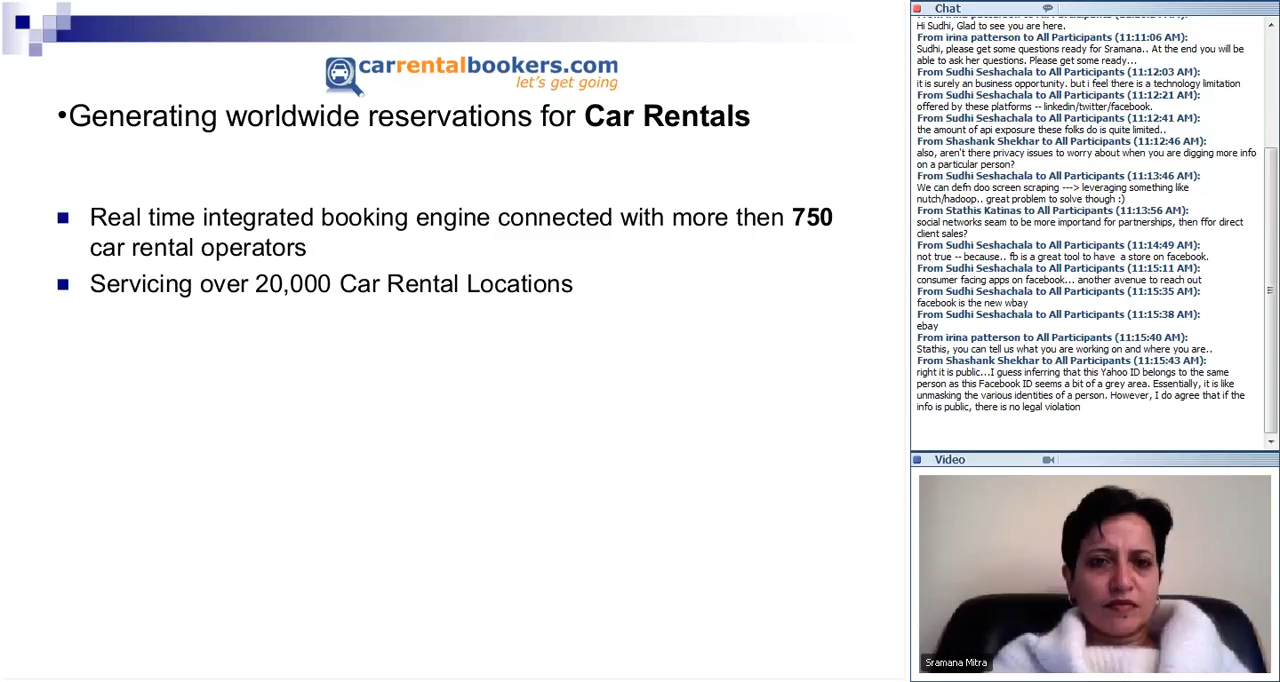 carrentalbookers.com
let's get going
•Generating worldwide reservations for Car Rentals
Real time integrated booking engine connected with more then 750
car rental operators
Servicing over 20,000 Car Rental Locations
Chat
Hi Sudhi, Glad to see you are here.
From irina patterson to All Participants (11:11:06 AM):
Sudhi, please get some questions ready for Sramana.. At the end you will be
able to ask her questions. Please get some ready...
From Sudhi Seshachala to All Participants (11:12:03 AM):
it is surely an business opportunity. but i feel there is a technology limitation
From Sudhi Seshachala to All Participants (11:12:21 AM):
offered by these platforms -- linkedin/twitter/facebook.
From Sudhi Seshachala to All Participants (11:12:41 AM):
the amount of api exposure these folks do is quite limited..
From Shashank Shekhar to All Participants (11:12:46 AM):
also, aren't there privacy issues to worry about when you are digging more info
on a particular person?
From Sudhi Seshachala to All Participants (11:13:46 AM):
We can defn doo screen scraping ---> leveraging something like
nutch/hadoop.. great problem to solve though :)
From Stathis Katinas to All Participants (11:13:56 AM):
social networks seam to be more importand for partnerships, then ffor direct
client sales?
From Sudhi Seshachala to All Participants (11:14:49 AM):
not true -- because.. fb is a great tool to have a store on facebook.
From Sudhi Seshachala to All Participants (11:15:11 AM):
consumer facing apps on facebook... another avenue to reach out
From Sudhi Seshachala to All Participants (11:15:35 AM):
facebook is the new wbay
From Sudhi Seshachala to All Participants (11:15:38 AM):
ebay
From irina patterson to All Participants (11:15:40 AM):
Stathis, you can tell us what you are working on and where you are..
From Shashank Shekhar to All Participants (11:15:43 AM):
right it is public...I guess inferring that this Yahoo ID belongs to the same
person as this Facebook ID seems a bit of a grey area. Essentially, it is like
unmasking the various identities of a person. However, I do agree that if the
info is public, there is no legal violation
Video
Sramana Mitra